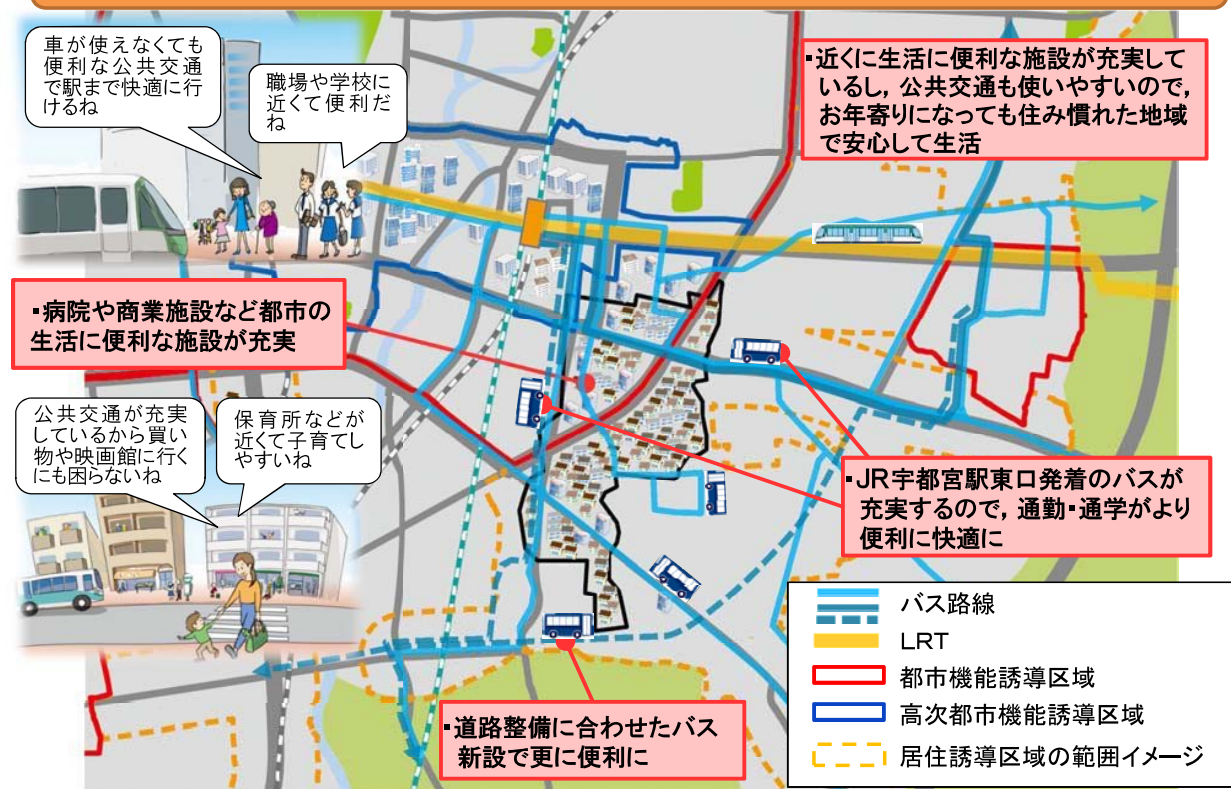 車が使えなくても
便利な公共交通
で駅まで快適に行
けるね
職場や学校に
近くて便利だ
ね
▪近くに生活に便利な施設が充実して
いるし，公共交通も使いやすいので，
お年寄りになっても住み慣れた地域
で安心して生活
▪病院や商業施設など都市の
生活に便利な施設が充実
公共交通が充実
しているから買い
物や映画館に行く
にも困らないね
保育所などが
近くて子育てし
やすいね
▪JR宇都宮駅東口発着のバスが
充実するので，通勤・通学がより
便利に快適に
▪道路整備に合わせたバス
新設で更に便利に
バス路線
LRT
都市機能誘導区域
高次都市機能誘導区域
居住誘導区域の範囲イメージ